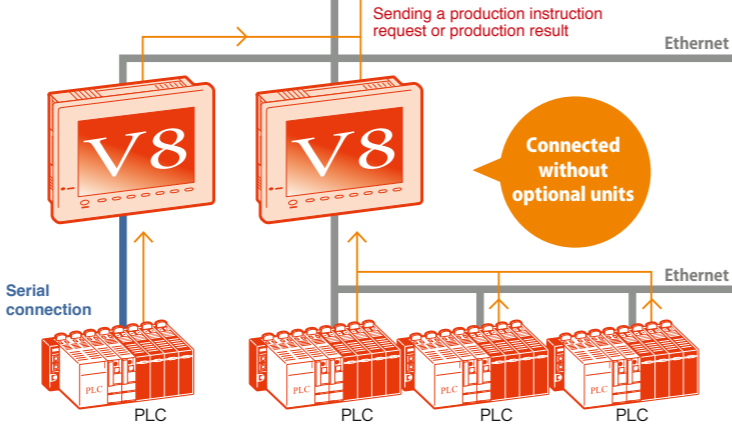 Sending a production instruction
request or production result
Ethernet
V8
V8
Connected
without
optional units
Ethernet
Serial
connection
PLC
PLC
PLC
PLC
PLC
PLC
PLC
PLC